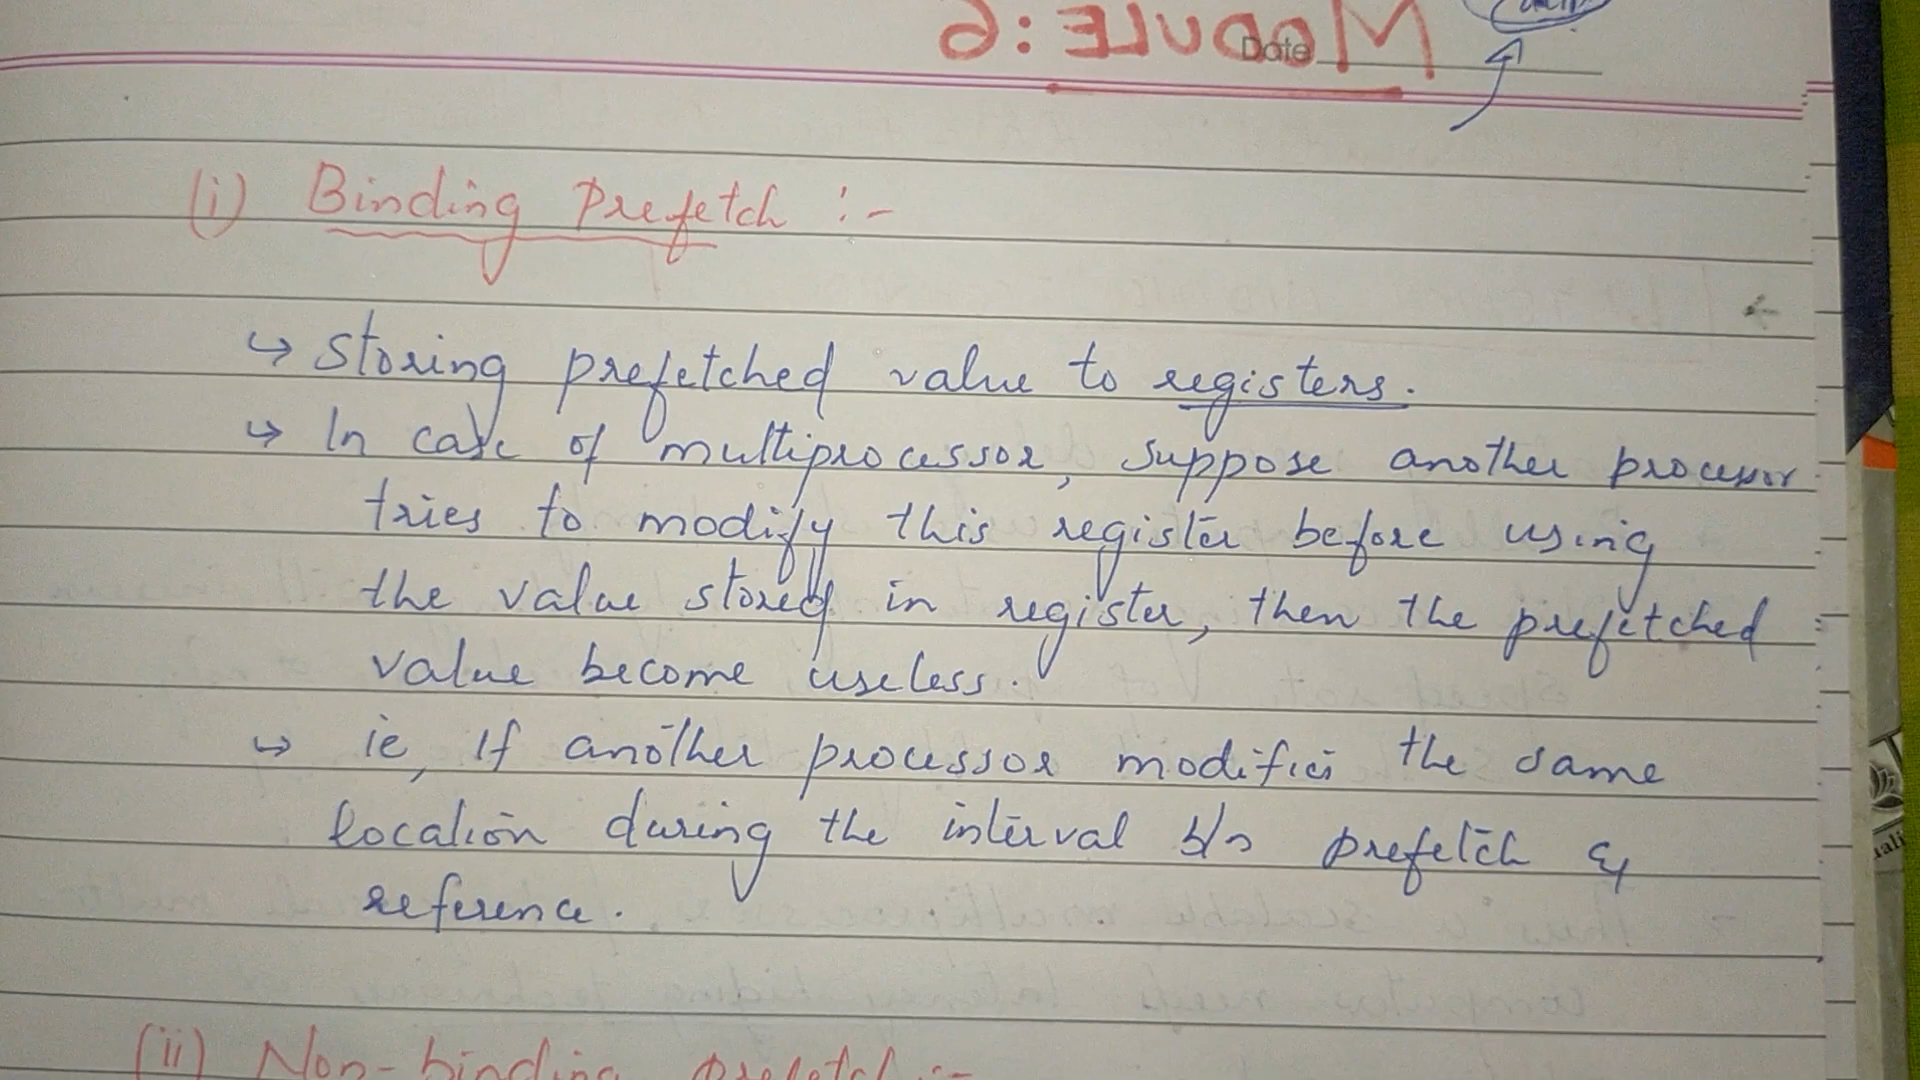 MODULE : 6
Date
(i) Binding Prefetch :-
↳ Storing prefetched value to registers.
↳ In case of multiprocessor, suppose another processor
tries to modify this register before using
the value stored in register, then the prefetched
value become useless.
↳ ie, If another processor modifies the same
location during the interval b/n prefetch &
reference.
(ii) Non-binding prefetch :-